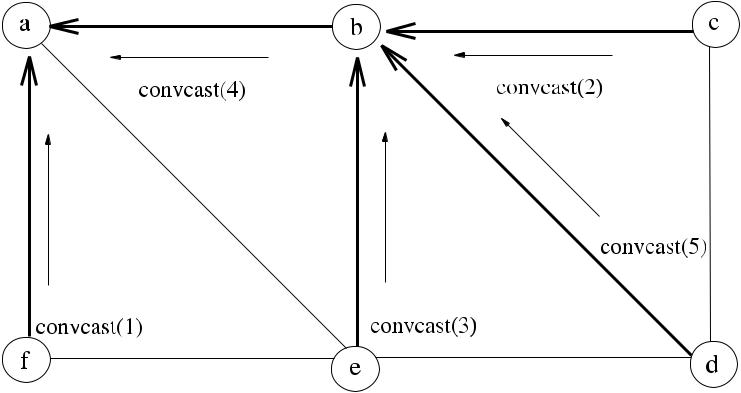 a
b
c
convcast(4)
convcast(2)
convcast(5)
convcast(1)
convcast(3)
f
e
d